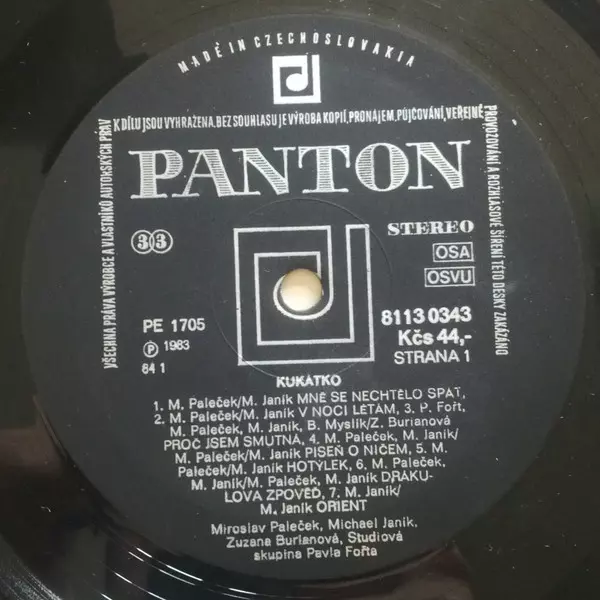 MADE IN CZECHOSLOVAKIA
VŠECHNA PRÁVA VÝROBCE A VLASTNÍKŮ AUTORSKÝCH PRÁV K DÍLU JSOU VYHRAŽENA. BEZ SOUHLASU JE VÝROBA KOPIÍ, PRONÁJEM, PŮJČOVÁNÍ, VEŘEJNÉ PROVOZOVÁNÍ A ROZHLASOVÉ ŠÍŘENÍ TÉTO DESKY ZAKÁZÁNO
PANTON
33
STEREO
OSA
OSVU
PE 1705
℗ 1983
84 1
8113 0343
Kčs 44,-
STRANA 1
KUKÁTKO
1. M. Paleček/M. Janík MNĚ SE NECHTĚLO SPÁT,
2. M. Paleček/M. Janík V NOCI LÉTÁM, 3. P. Fořt,
M. Paleček, M. Janík, B. Myslík/Z. Burianová
PROČ JSEM SMUTNÁ, 4. M. Paleček, M. Janík/
M. Paleček/M. Janík PÍSEŇ O NIČEM, 5. M.
Paleček/M. Janík HOTÝLEK, 6. M. Paleček,
M. Janík/M. Paleček, M. Janík DRÁKU-
LOVA ZPOVĚĎ, 7. M. Janík/
M. Janík ORIENT
Miroslav Paleček, Michael Janík,
Zuzana Burianová, Studiová
skupina Pavla Fořta